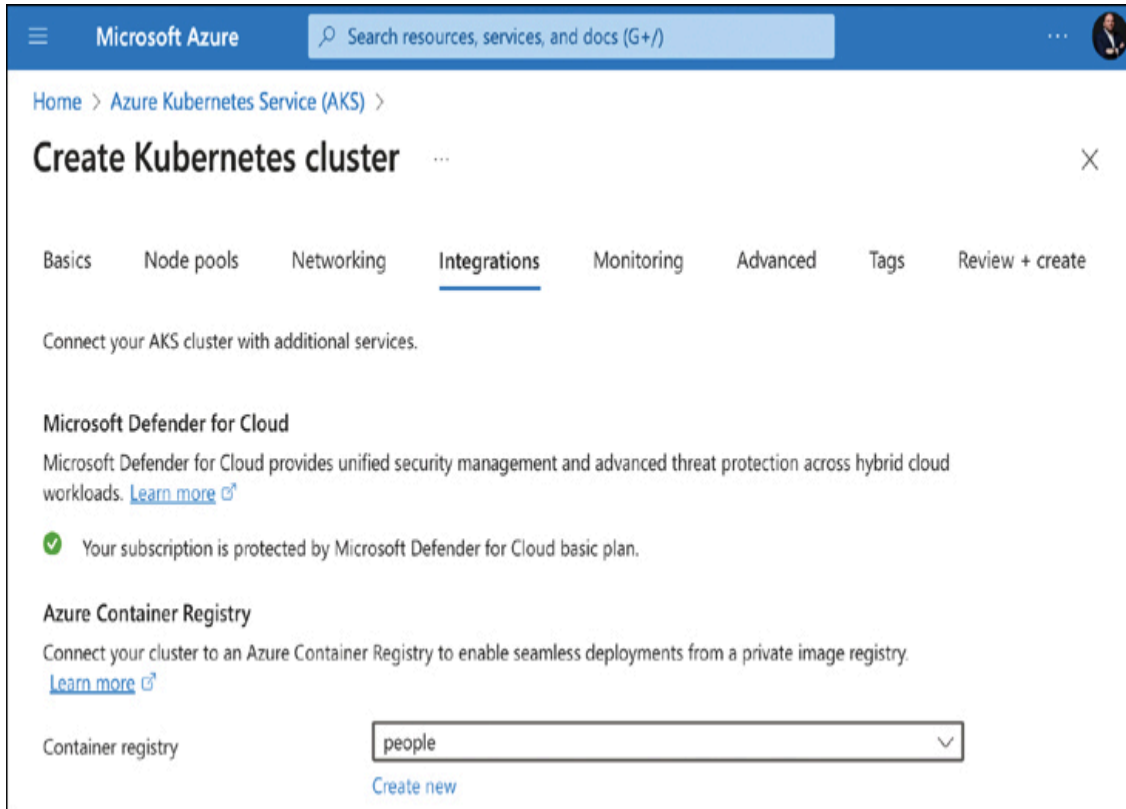 Microsoft Azure
Search resources, services, and docs (G+/)
Home > Azure Kubernetes Service (AKS) >
Create Kubernetes cluster
Basics Node pools Networking Integrations Monitoring Advanced Tags Review + create
Connect your AKS cluster with additional services.
Microsoft Defender for Cloud
Microsoft Defender for Cloud provides unified security management and advanced threat protection across hybrid cloud
workloads. Learn more
Your subscription is protected by Microsoft Defender for Cloud basic plan.
Azure Container Registry
Connect your cluster to an Azure Container Registry to enable seamless deployments from a private image registry.
Learn more
Container registry people
Create new